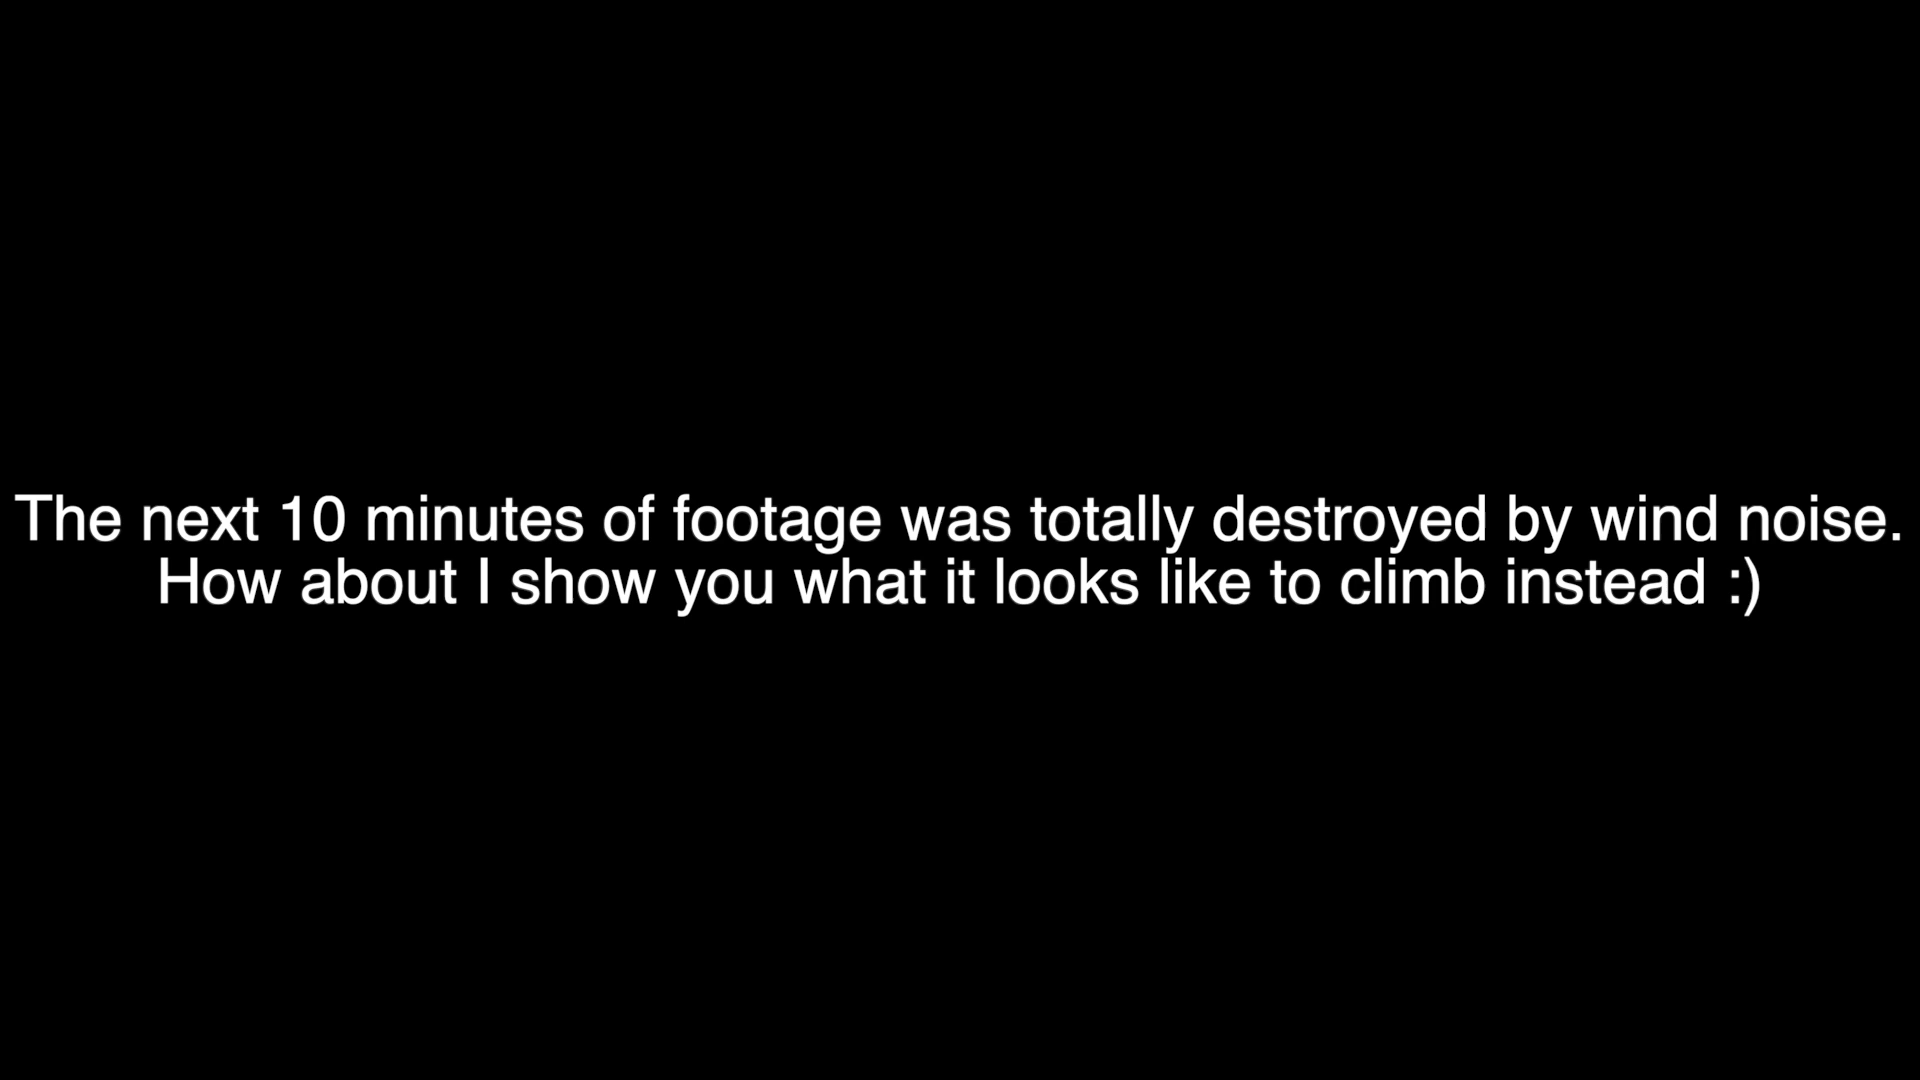 The next 10 minutes of footage was totally destroyed by wind noise.
How about I show you what it looks like to climb instead :)